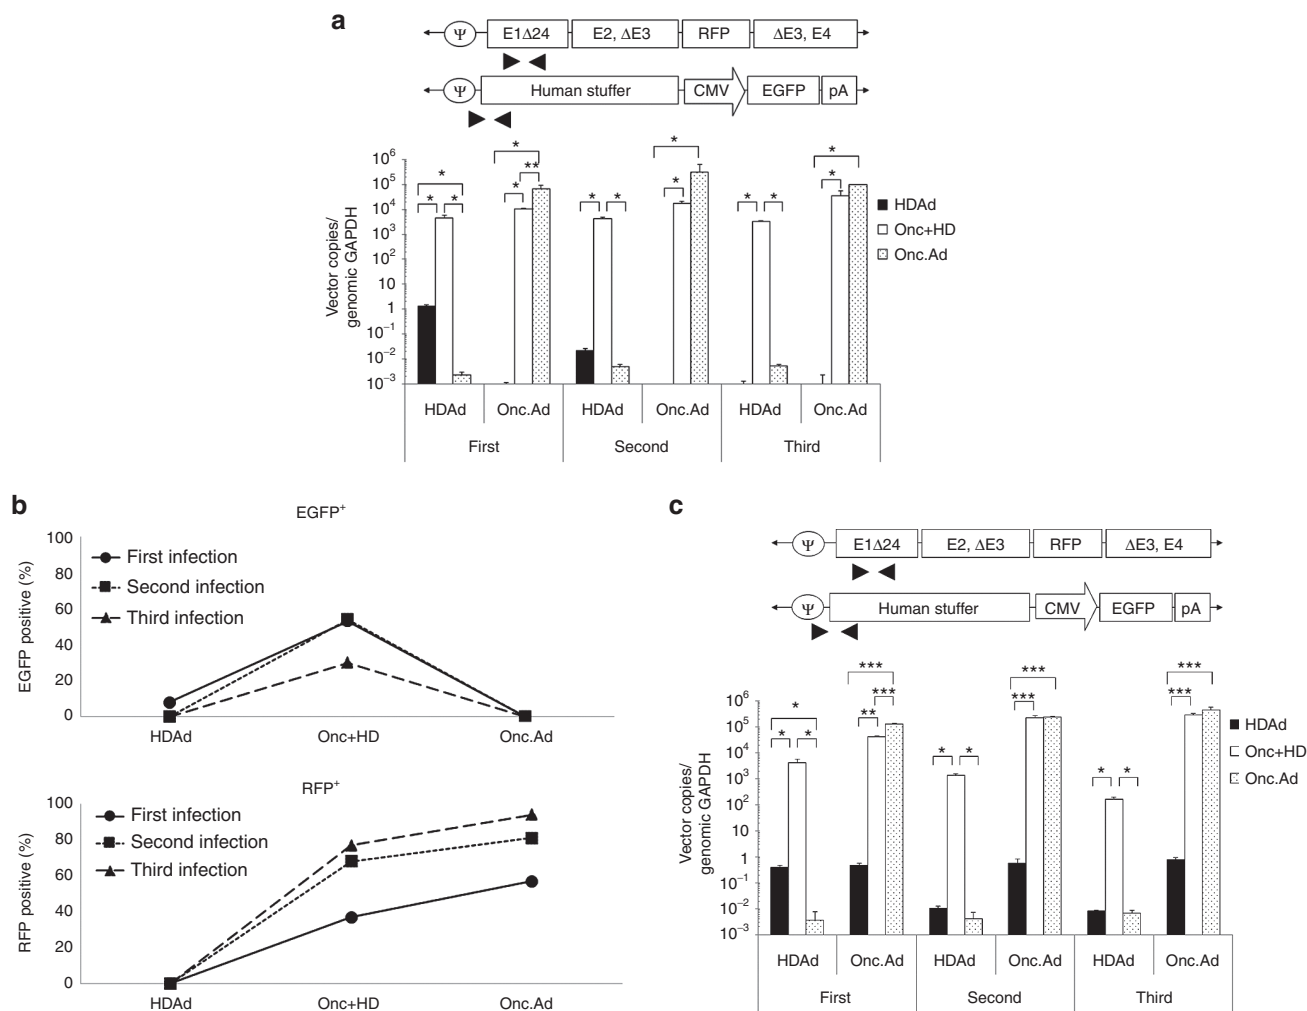 a
Ψ E1Δ24 E2, ΔE3 RFP ΔE3, E4
Ψ Human stuffer CMV EGFP pA
Vector copies/
genomic GAPDH
10⁶
10⁵
10⁴
10³
10²
10
1
10⁻¹
10⁻²
10⁻³
* * * * * ** * * * * * * * * *
HDAd
Onc+HD
Onc.Ad
HDAd Onc.Ad HDAd Onc.Ad HDAd Onc.Ad
First Second Third
b
EGFP⁺
EGFP positive (%)
100
80
60
40
20
0
First infection
Second infection
Third infection
HDAd Onc+HD Onc.Ad
RFP⁺
RFP positive (%)
100
80
60
40
20
0
First infection
Second infection
Third infection
HDAd Onc+HD Onc.Ad
c
Ψ E1Δ24 E2, ΔE3 RFP ΔE3, E4
Ψ Human stuffer CMV EGFP pA
Vector copies/
genomic GAPDH
10⁶
10⁵
10⁴
10³
10²
10
1
10⁻¹
10⁻²
10⁻³
* * * *** ** *** * * *** *** * * *** ***
HDAd
Onc+HD
Onc.Ad
HDAd Onc.Ad HDAd Onc.Ad HDAd Onc.Ad
First Second Third